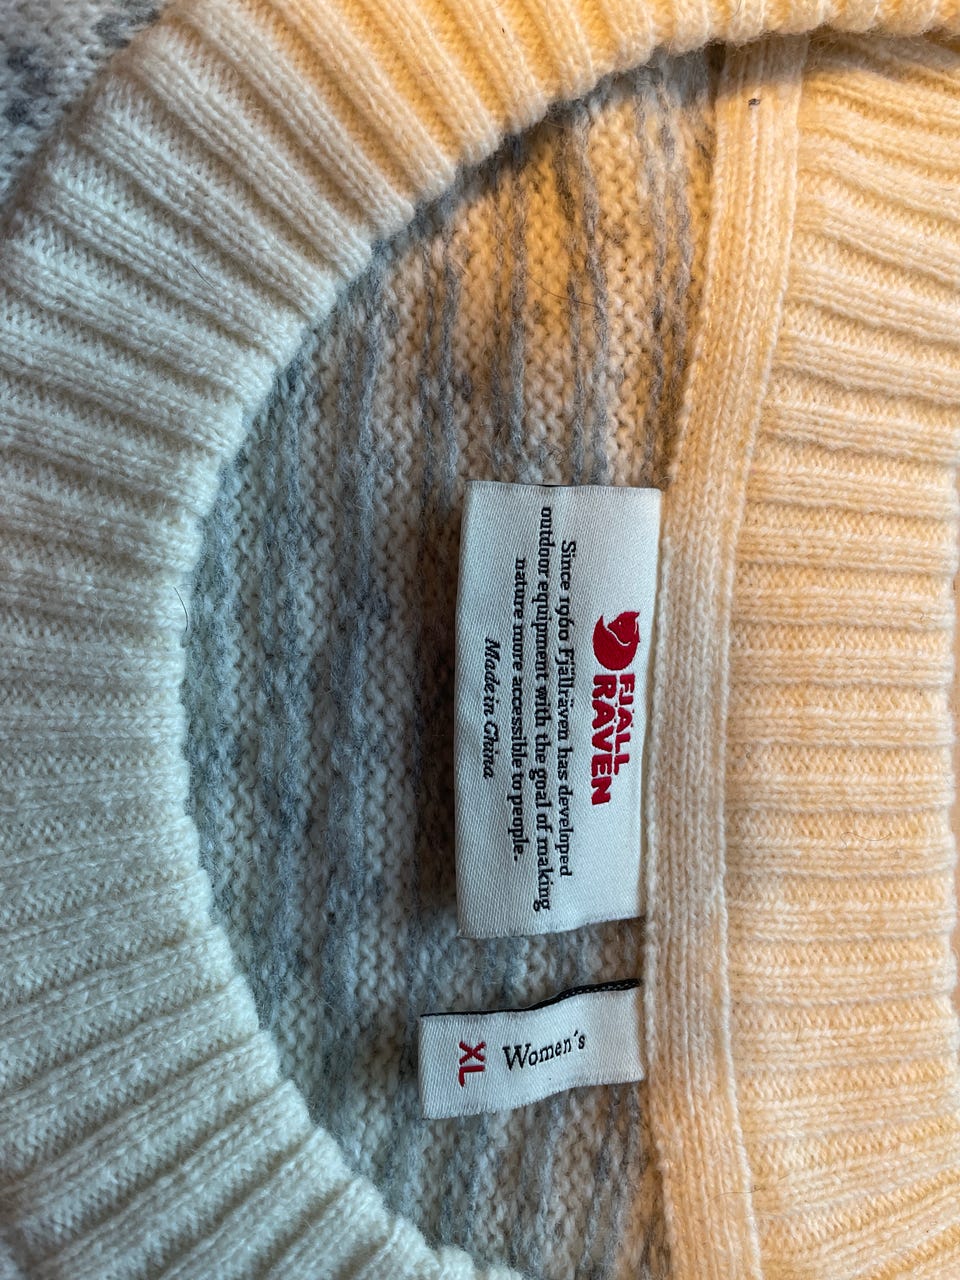 FJÄLL
RÄVEN
Since 1960 Fjällräven has developed
outdoor equipment with the goal of making
nature more accessible to people.
Made in China
Women's
XL